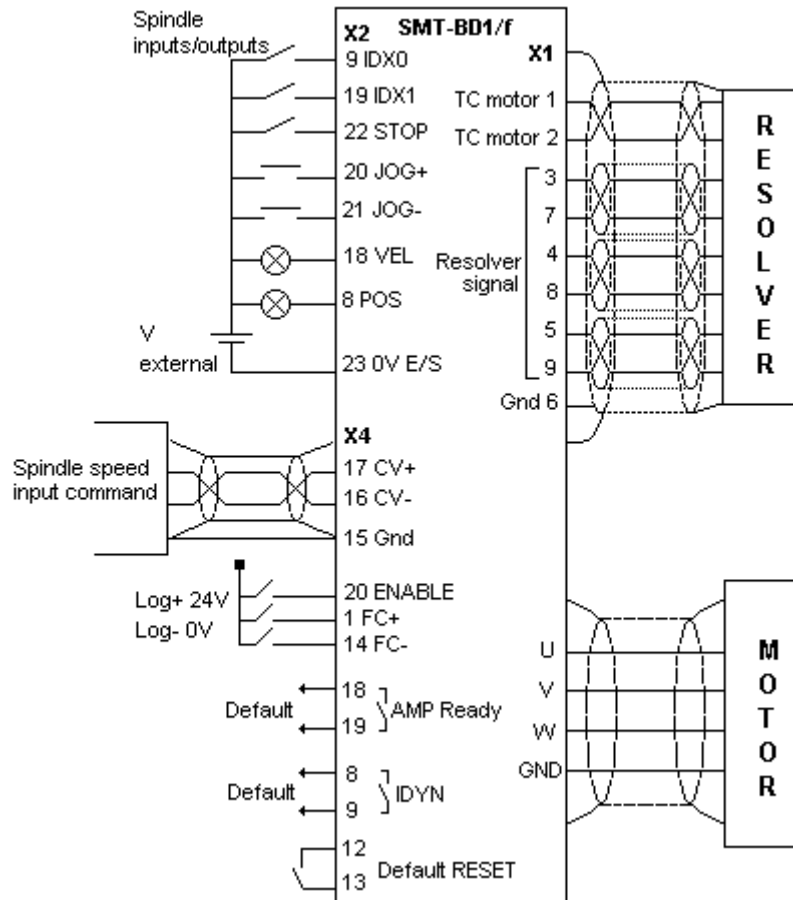 Spindle
inputs/outputs
SMT-BD1/f
X2
X1
9 IDX0
19 IDX1
22 STOP
20 JOG+
21 JOG-
18 VEL
8 POS
V
external
23 0V E/S
TC motor 1
TC motor 2
3
7
4
8
5
9
Resolver
signal
Gnd 6
RESOLVER
X4
Spindle speed
input command
17 CV+
16 CV-
15 Gnd
Log+ 24V
Log- 0V
20 ENABLE
1 FC+
14 FC-
Default
18
19
AMP Ready
Default
8
9
IDYN
12
13
Default RESET
U
V
W
GND
MOTOR